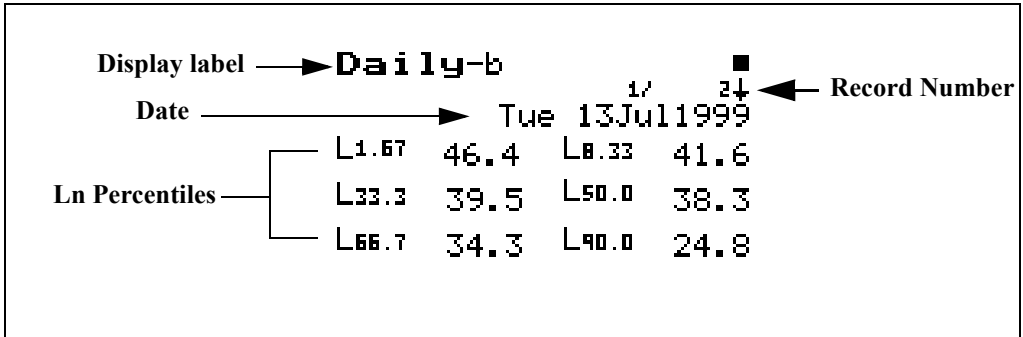 Display label Daily-b
1/ 2 Record Number
Date Tue 13Jul1999
L1.67 46.4 L8.33 41.6
Ln Percentiles L33.3 39.5 L50.0 38.3
L66.7 34.3 L90.0 24.8